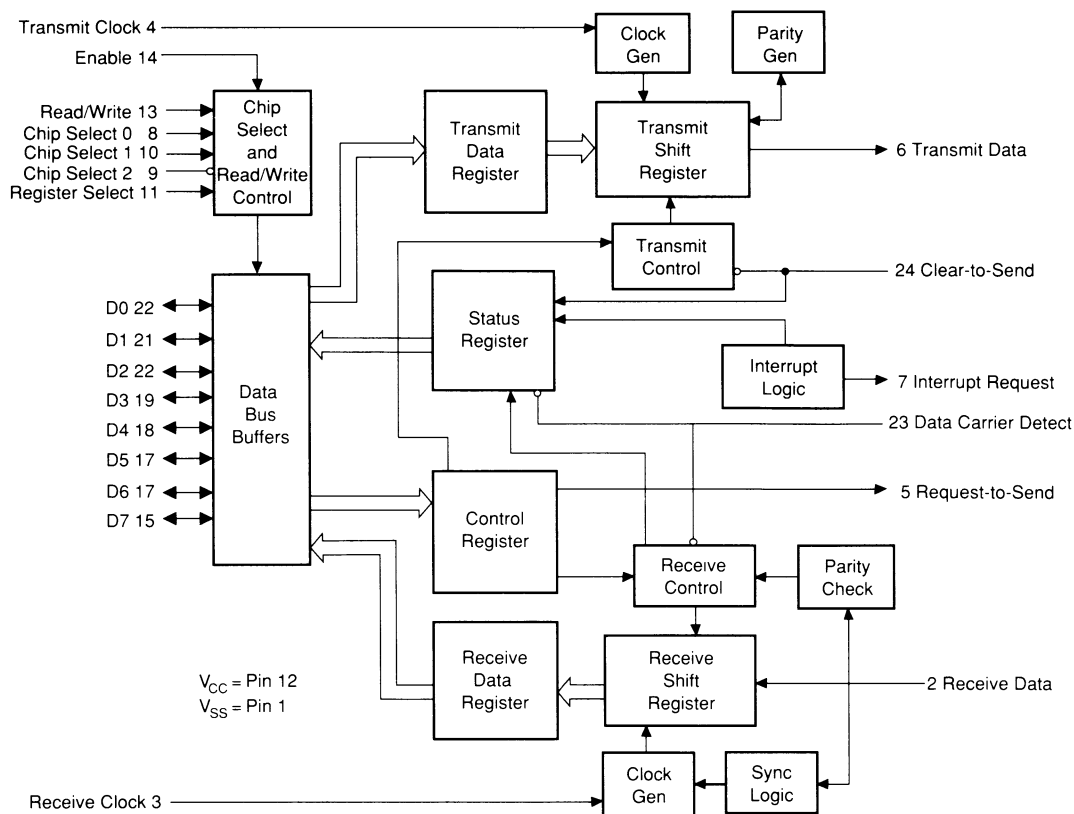 Transmit Clock 4
Enable 14
Read/Write 13
Chip Select 0 8
Chip Select 1 10
Chip Select 2 9
Register Select 11
Chip
Select
and
Read/Write
Control
Clock
Gen
Parity
Gen
Transmit
Data
Register
Transmit
Shift
Register
6 Transmit Data
Transmit
Control
24 Clear-to-Send
D0 22
D1 21
D2 22
D3 19
D4 18
D5 17
D6 17
D7 15
Data
Bus
Buffers
Status
Register
Interrupt
Logic
7 Interrupt Request
23 Data Carrier Detect
Control
Register
5 Request-to-Send
Receive
Control
Parity
Check
Receive
Data
Register
Receive
Shift
Register
2 Receive Data
VCC = Pin 12
VSS = Pin 1
Clock
Gen
Sync
Logic
Receive Clock 3